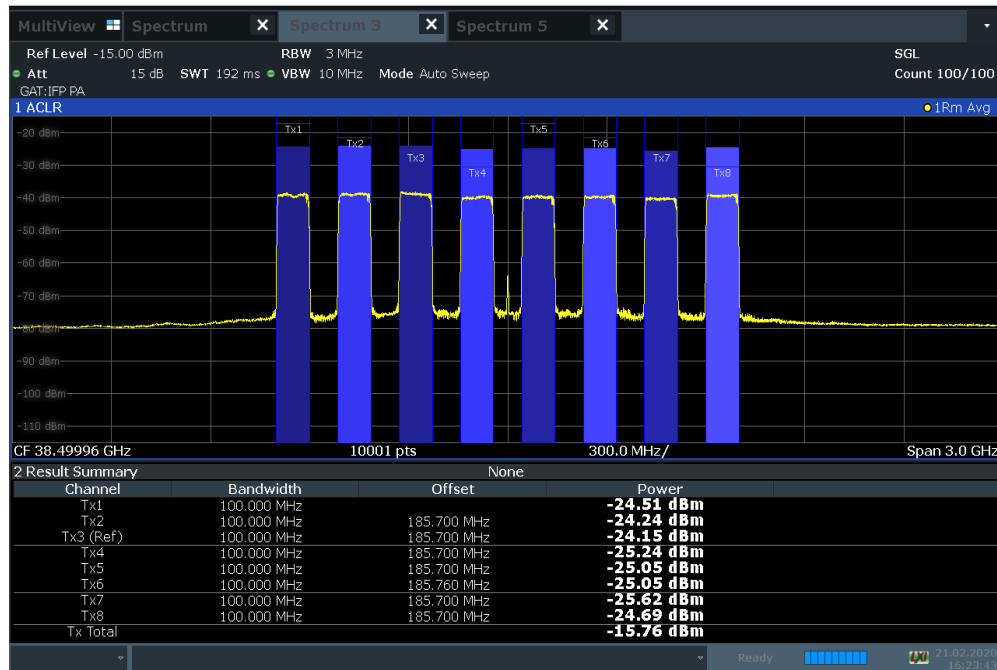 MultiView Spectrum X Spectrum 3 X Spectrum 5 X
Ref Level -15.00 dBm RBW 3 MHz SGL
Att 15 dB SWT 192 ms VBW 10 MHz Mode Auto Sweep Count 100/100
GAT:IFP PA
1 ACLR 1Rm Avg
-20 dBm
Tx1 Tx5
Tx2 Tx6
Tx3 Tx7
-30 dBm
Tx4 Tx8
-40 dBm
-50 dBm
-60 dBm
-70 dBm
-80 dBm
-90 dBm
-100 dBm
-110 dBm
CF 38.49996 GHz 10001 pts 300.0 MHz/ Span 3.0 GHz
2 Result Summary None
Channel Bandwidth Offset Power
Tx1 100.000 MHz -24.51 dBm
Tx2 100.000 MHz 185.700 MHz -24.24 dBm
Tx3 (Ref) 100.000 MHz 185.700 MHz -24.15 dBm
Tx4 100.000 MHz 185.700 MHz -25.24 dBm
Tx5 100.000 MHz 185.700 MHz -25.05 dBm
Tx6 100.000 MHz 185.760 MHz -25.05 dBm
Tx7 100.000 MHz 185.700 MHz -25.62 dBm
Tx8 100.000 MHz 185.700 MHz -24.69 dBm
Tx Total -15.76 dBm
Ready LXI 21.02.2020
16:23:43